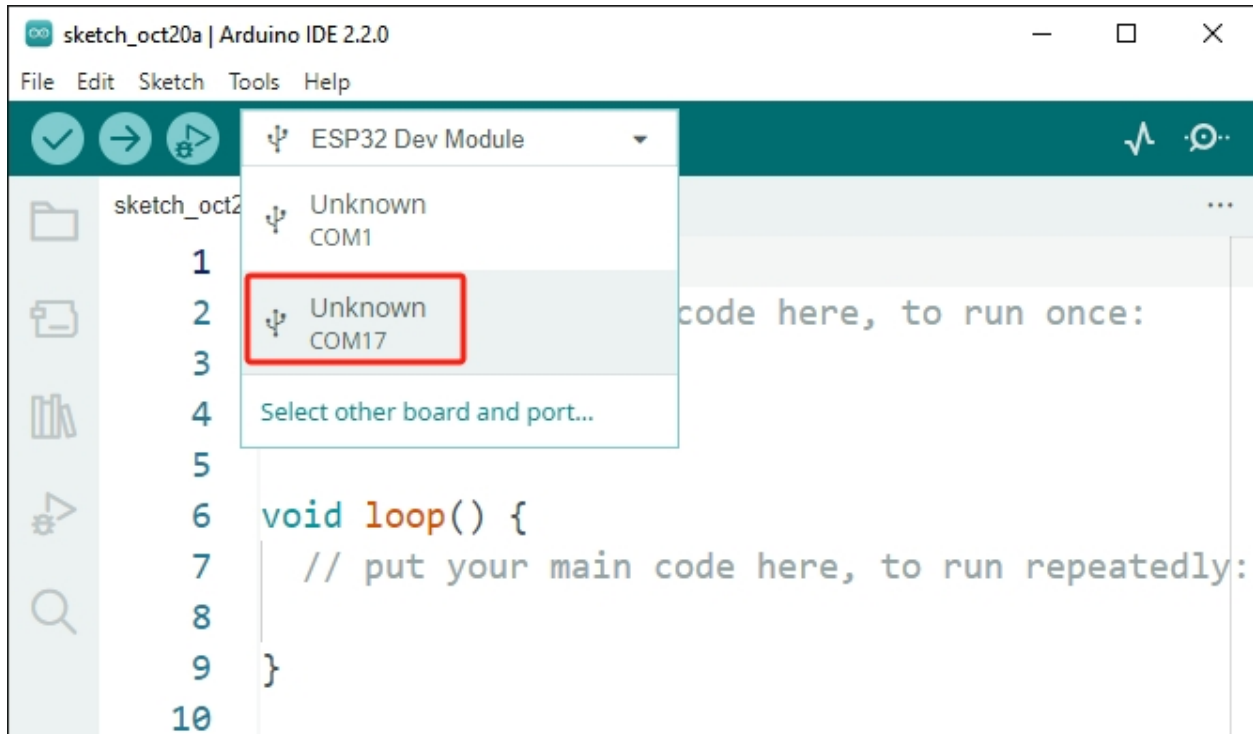 sketch_oct20a | Arduino IDE 2.2.0
File Edit Sketch Tools Help
ESP32 Dev Module
sketch_oct2
Unknown
COM1
Unknown
COM17
Select other board and port...
1
2 code here, to run once:
3
4
5
6 void loop() {
7 // put your main code here, to run repeatedly:
8
9 }
10